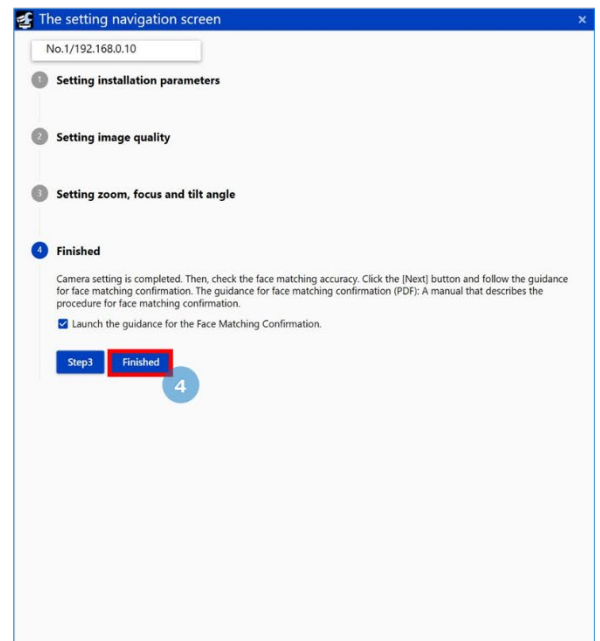 The setting navigation screen ×
No.1/192.168.0.10
1 Setting installation parameters
2 Setting image quality
3 Setting zoom, focus and tilt angle
4 Finished
Camera setting is completed. Then, check the face matching accuracy. Click the [Next] button and follow the guidance
for face matching confirmation. The guidance for face matching confirmation (PDF): A manual that describes the
procedure for face matching confirmation.
Launch the guidance for the Face Matching Confirmation.
Step3 Finished
4